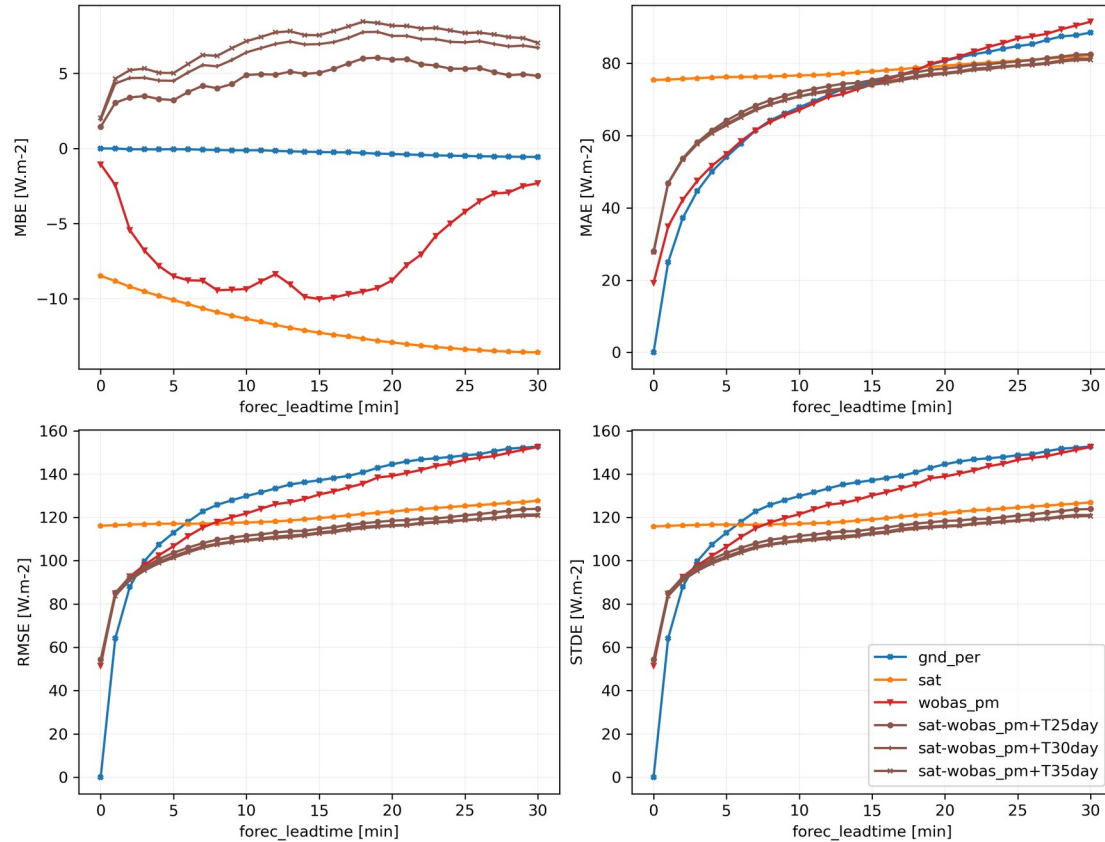 MBE [W.m-2]
5
0
−5
−10
0 5 10 15 20 25 30
forec_leadtime [min]
MAE [W.m-2]
80
60
40
20
0
0 5 10 15 20 25 30
forec_leadtime [min]
RMSE [W.m-2]
160
140
120
100
80
60
40
20
0
0 5 10 15 20 25 30
forec_leadtime [min]
STDE [W.m-2]
160
140
120
100
80
60
40
20
0
gnd_per
sat
wobas_pm
sat-wobas_pm+T25day
sat-wobas_pm+T30day
sat-wobas_pm+T35day
0 5 10 15 20 25 30
forec_leadtime [min]